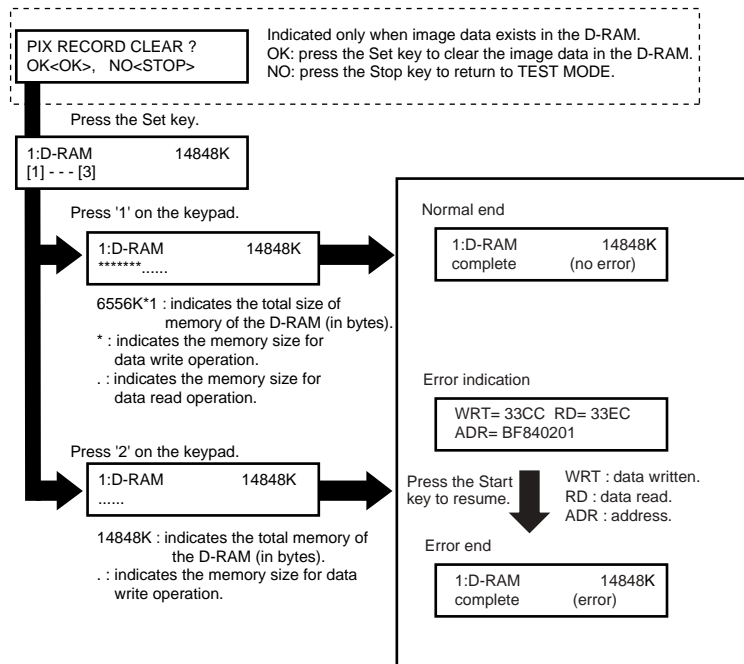 PIX RECORD CLEAR ?
OK<OK>, NO<STOP>
Indicated only when image data exists in the D-RAM.
OK: press the Set key to clear the image data in the D-RAM.
NO: press the Stop key to return to TEST MODE.
Press the Set key.
1:D-RAM 14848K
[1] - - - [3]
Press '1' on the keypad.
1:D-RAM 14848K
*******......
6556K*1 : indicates the total size of
memory of the D-RAM (in bytes).
* : indicates the memory size for
data write operation.
. : indicates the memory size for
data read operation.
Press '2' on the keypad.
1:D-RAM 14848K
......
14848K : indicates the total memory of
the D-RAM (in bytes).
. : indicates the memory size for data
write operation.
Normal end
1:D-RAM 14848K
complete (no error)
Error indication
WRT= 33CC RD= 33EC
ADR= BF840201
Press the Start
key to resume.
WRT : data written.
RD : data read.
ADR : address.
Error end
1:D-RAM 14848K
complete (error)